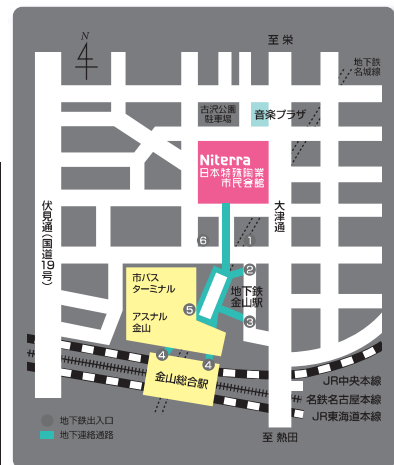 N
至 栄
地下鉄
名城線
古沢公園
駐車場
音楽プラザ
Niterra
日本特殊陶業
市民会館
伏見通(国道19号)
大津通
6
1
2
市バス
ターミナル
地下鉄
金山駅
5
3
アスナル
金山
4
4
金山総合駅
JR中央本線
名鉄名古屋本線
JR東海道本線
地下鉄出入口
地下連絡通路
至 熱田